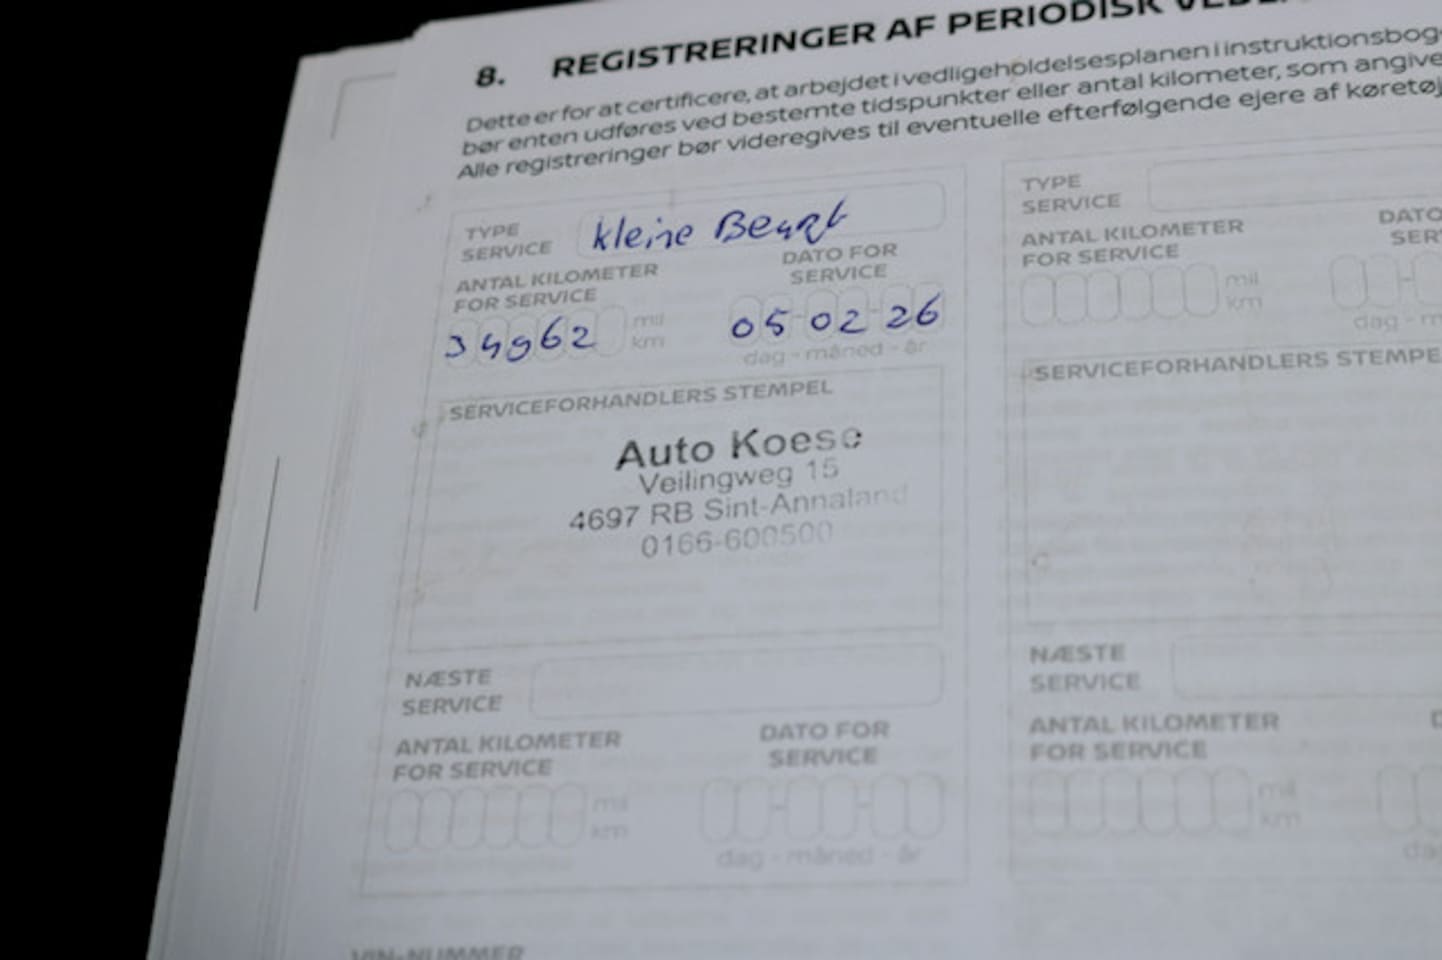 8. REGISTRERINGER AF PERIODISK
Dette er for at certificere, at arbejdet i vedligeholdelsesplanen i instruktionsbog
bør enten udføres ved bestemte tidspunkter eller antal kilometer, som angive
Alle registreringer bør videregives til eventuelle efterfølgende ejere af køretøj
TYPE
SERVICE
kleine
ANTAL KILOMETER
FOR SERVICE
34962
mil
km
DATO FOR
SERVICE
05-02-26
dag - måned - år
SERVICEFORHANDLERS STEMPEL
Auto Koese
Veilingweg 15
4697 RB Sint-Annaland
0166-600500
NÆSTE
SERVICE
ANTAL KILOMETER
FOR SERVICE
mil
km
DATO FOR
SERVICE
dag - måned - år
VIN-NUMMER
TYPE
SERVICE
ANTAL KILOMETER
FOR SERVICE
mil
km
DATO
SER
dag - m
SERVICEFORHANDLERS STEMPE
NÆSTE
SERVICE
ANTAL KILOMETER
FOR SERVICE
mil
km
D
da